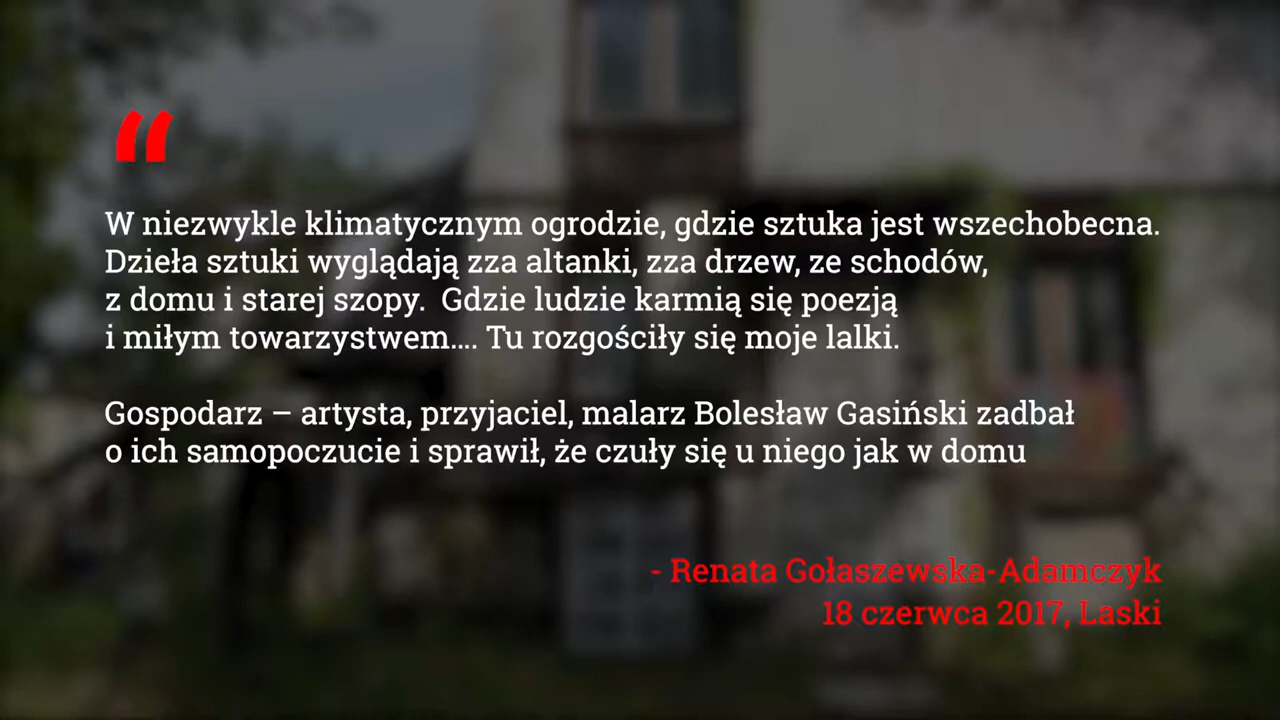 “
W niezwykle klimatycznym ogrodzie, gdzie sztuka jest wszechobecna.
Dzieła sztuki wyglądają zza altanki, zza drzew, ze schodów,
z domu i starej szopy.  Gdzie ludzie karmią się poezją
i miłym towarzystwem.... Tu rozgościły się moje lalki.
Gospodarz – artysta, przyjaciel, malarz Bolesław Gasiński zadbał
o ich samopoczucie i sprawił, że czuły się u niego jak w domu
- Renata Gołaszewska-Adamczyk
18 czerwca 2017, Laski